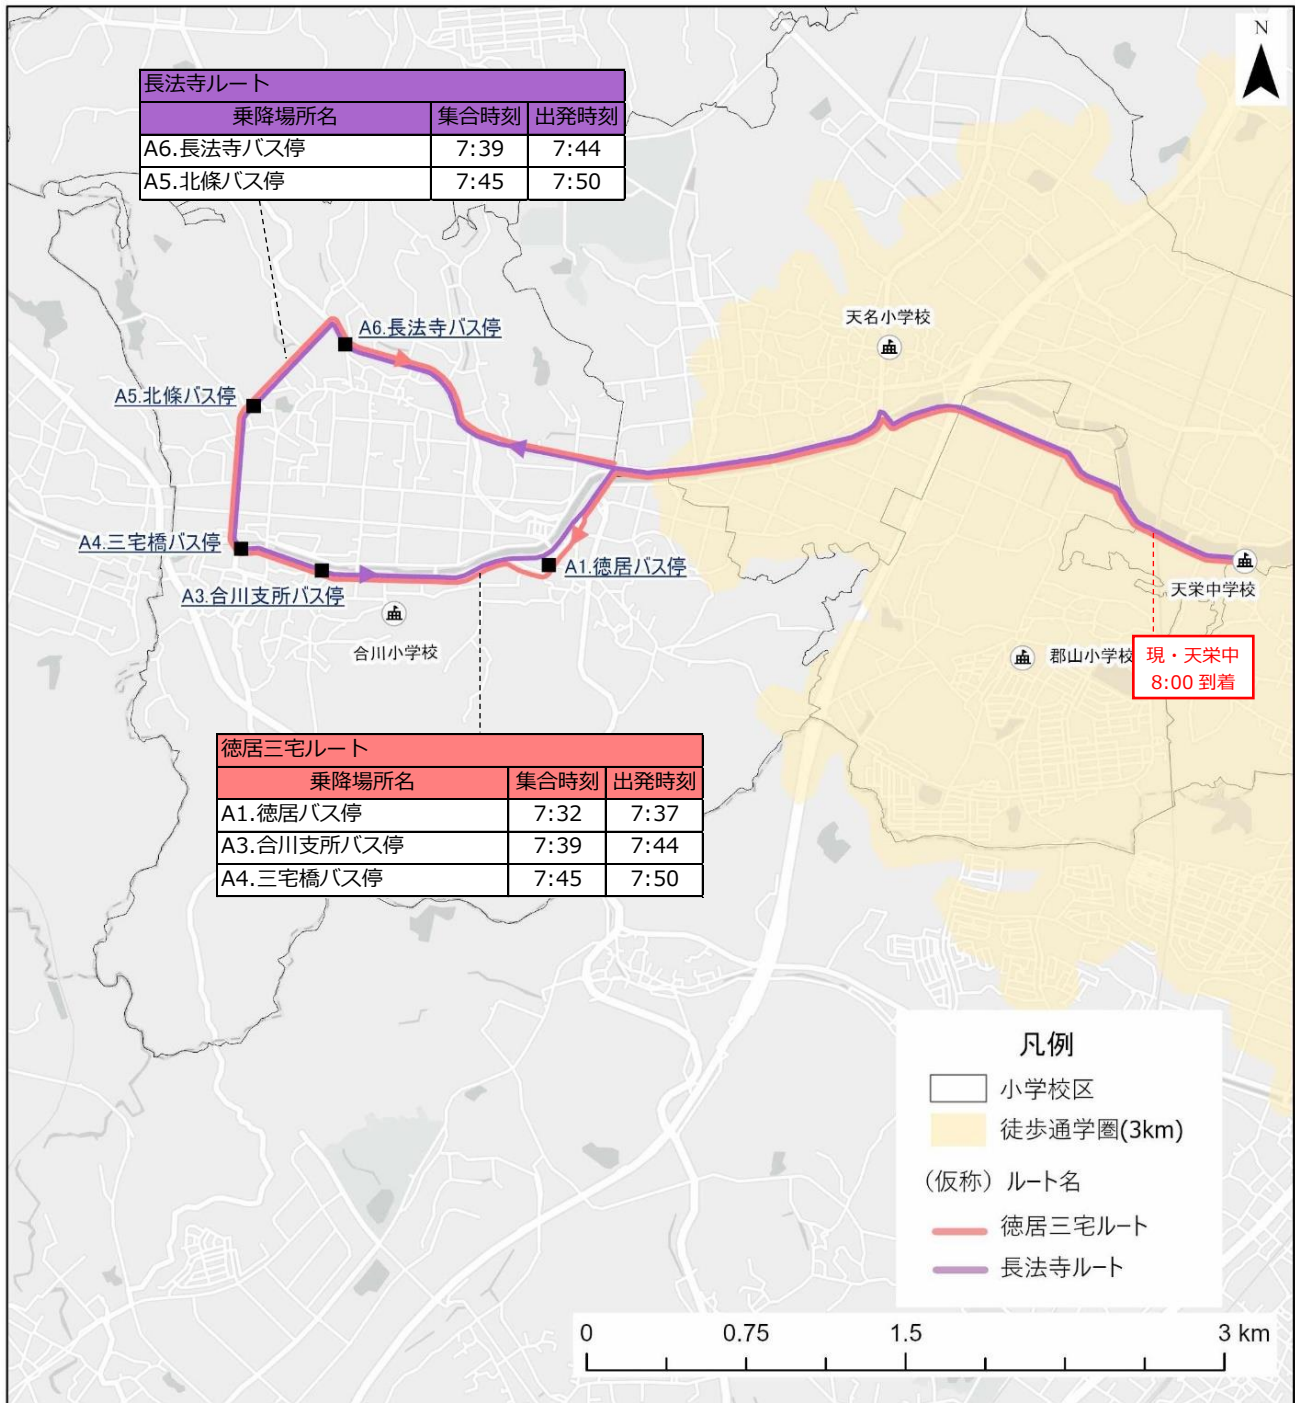 N
長法寺ルート
乗降場所名 集合時刻 出発時刻
A6.長法寺バス停 7:39 7:44
A5.北條バス停 7:45 7:50
天名小学校
A6.長法寺バス停
A5.北條バス停
A4.三宅橋バス停
A1.徳居バス停
A3.合川支所バス停
天栄中学校
合川小学校
郡山小学校
現・天栄中
8:00 到着
徳居三宅ルート
乗降場所名 集合時刻 出発時刻
A1.徳居バス停 7:32 7:37
A3.合川支所バス停 7:39 7:44
A4.三宅橋バス停 7:45 7:50
凡例
小学校区
徒歩通学圏(3km)
（仮称）ルート名
徳居三宅ルート
長法寺ルート
0 0.75 1.5 3 km